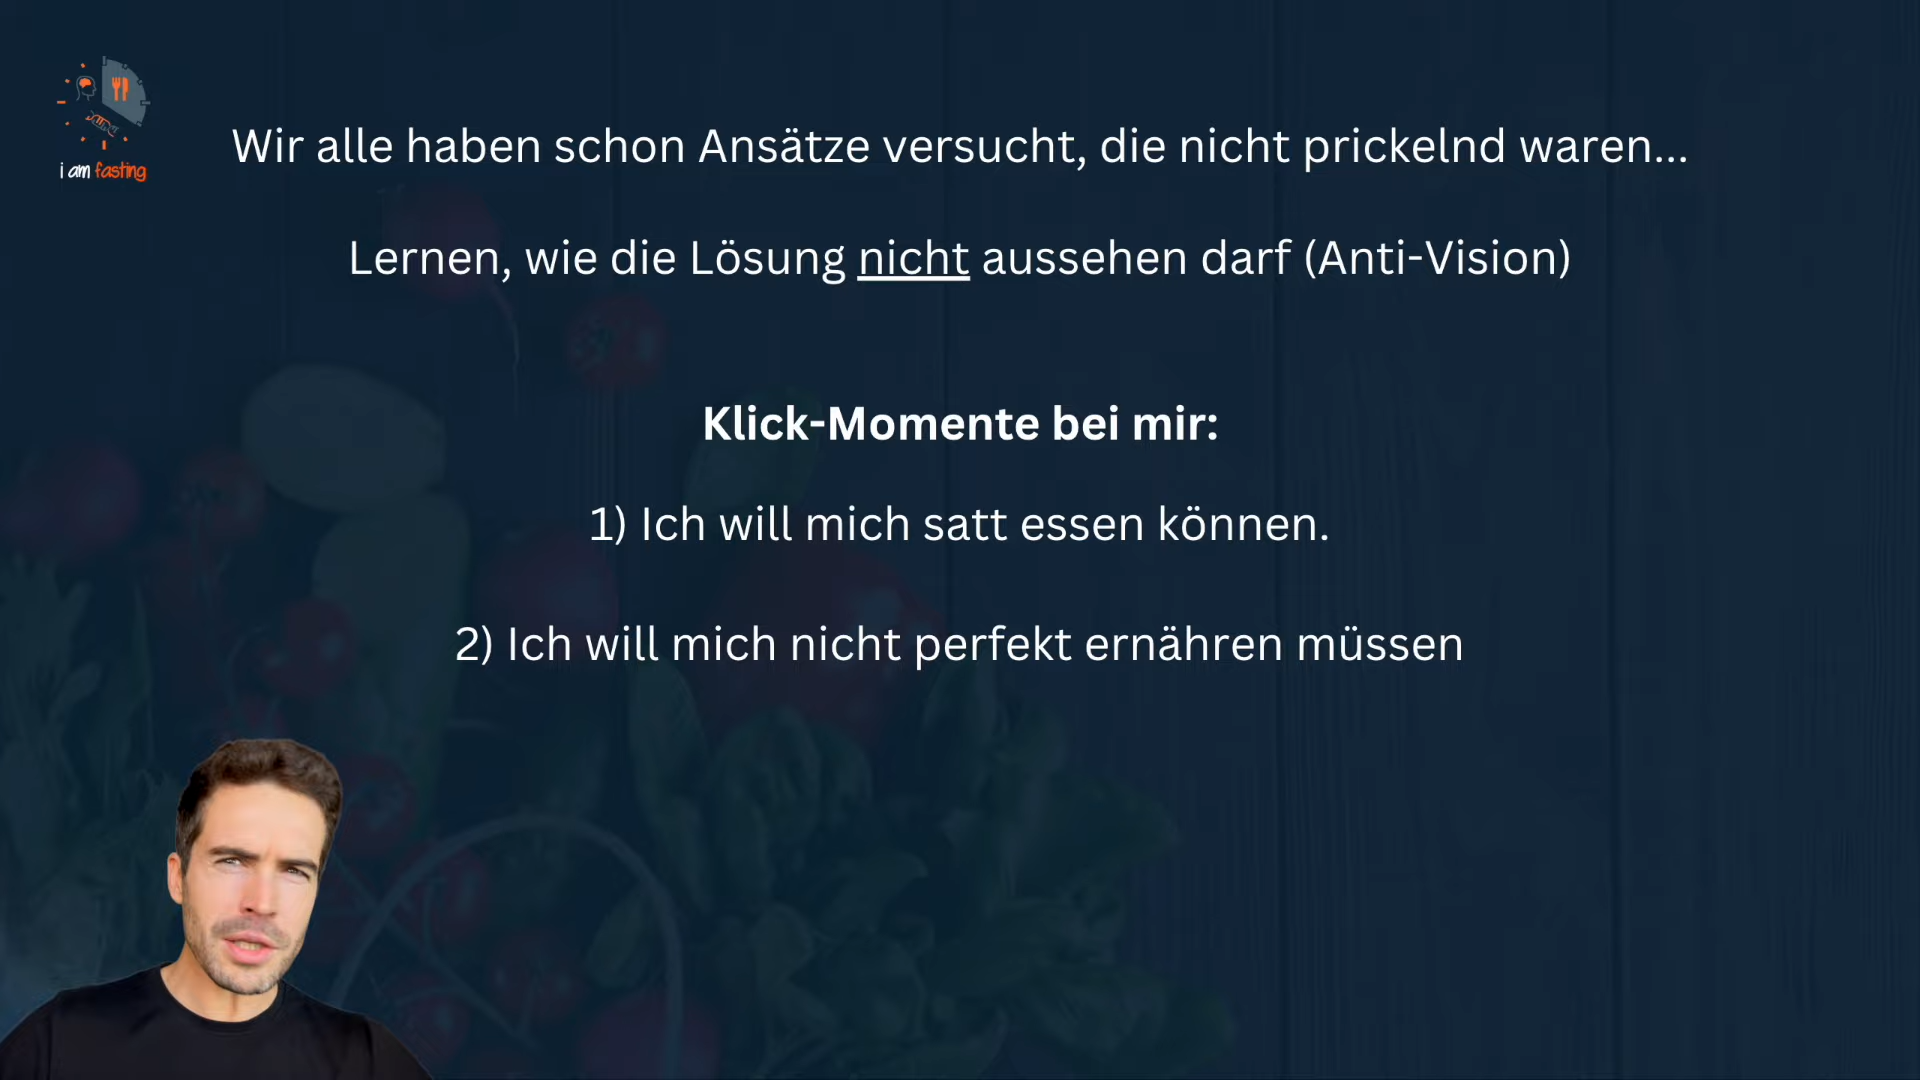 i am fasting
Wir alle haben schon Ansätze versucht, die nicht prickelnd waren...
Lernen, wie die Lösung nicht aussehen darf (Anti-Vision)
Klick-Momente bei mir:
1) Ich will mich satt essen können.
2) Ich will mich nicht perfekt ernähren müssen